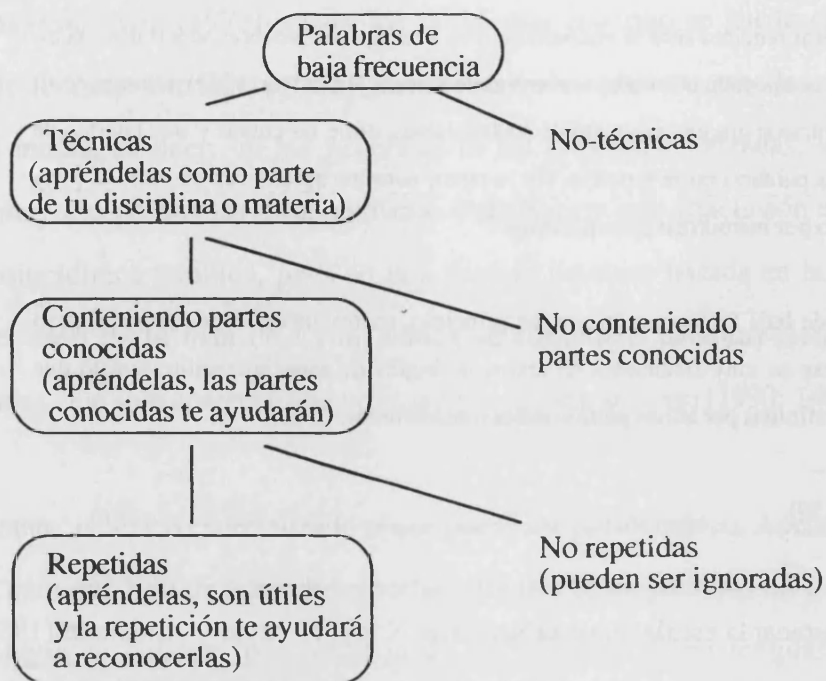 Palabras de
baja frecuencia
Técnicas
(apréndelas como parte
de tu disciplina o materia)
No-técnicas
Conteniendo partes
conocidas
(apréndelas, las partes
conocidas te ayudarán)
No conteniendo
partes conocidas
Repetidas
(apréndelas, son útiles
y la repetición te ayudará
a reconocerlas)
No repetidas
(pueden ser ignoradas)